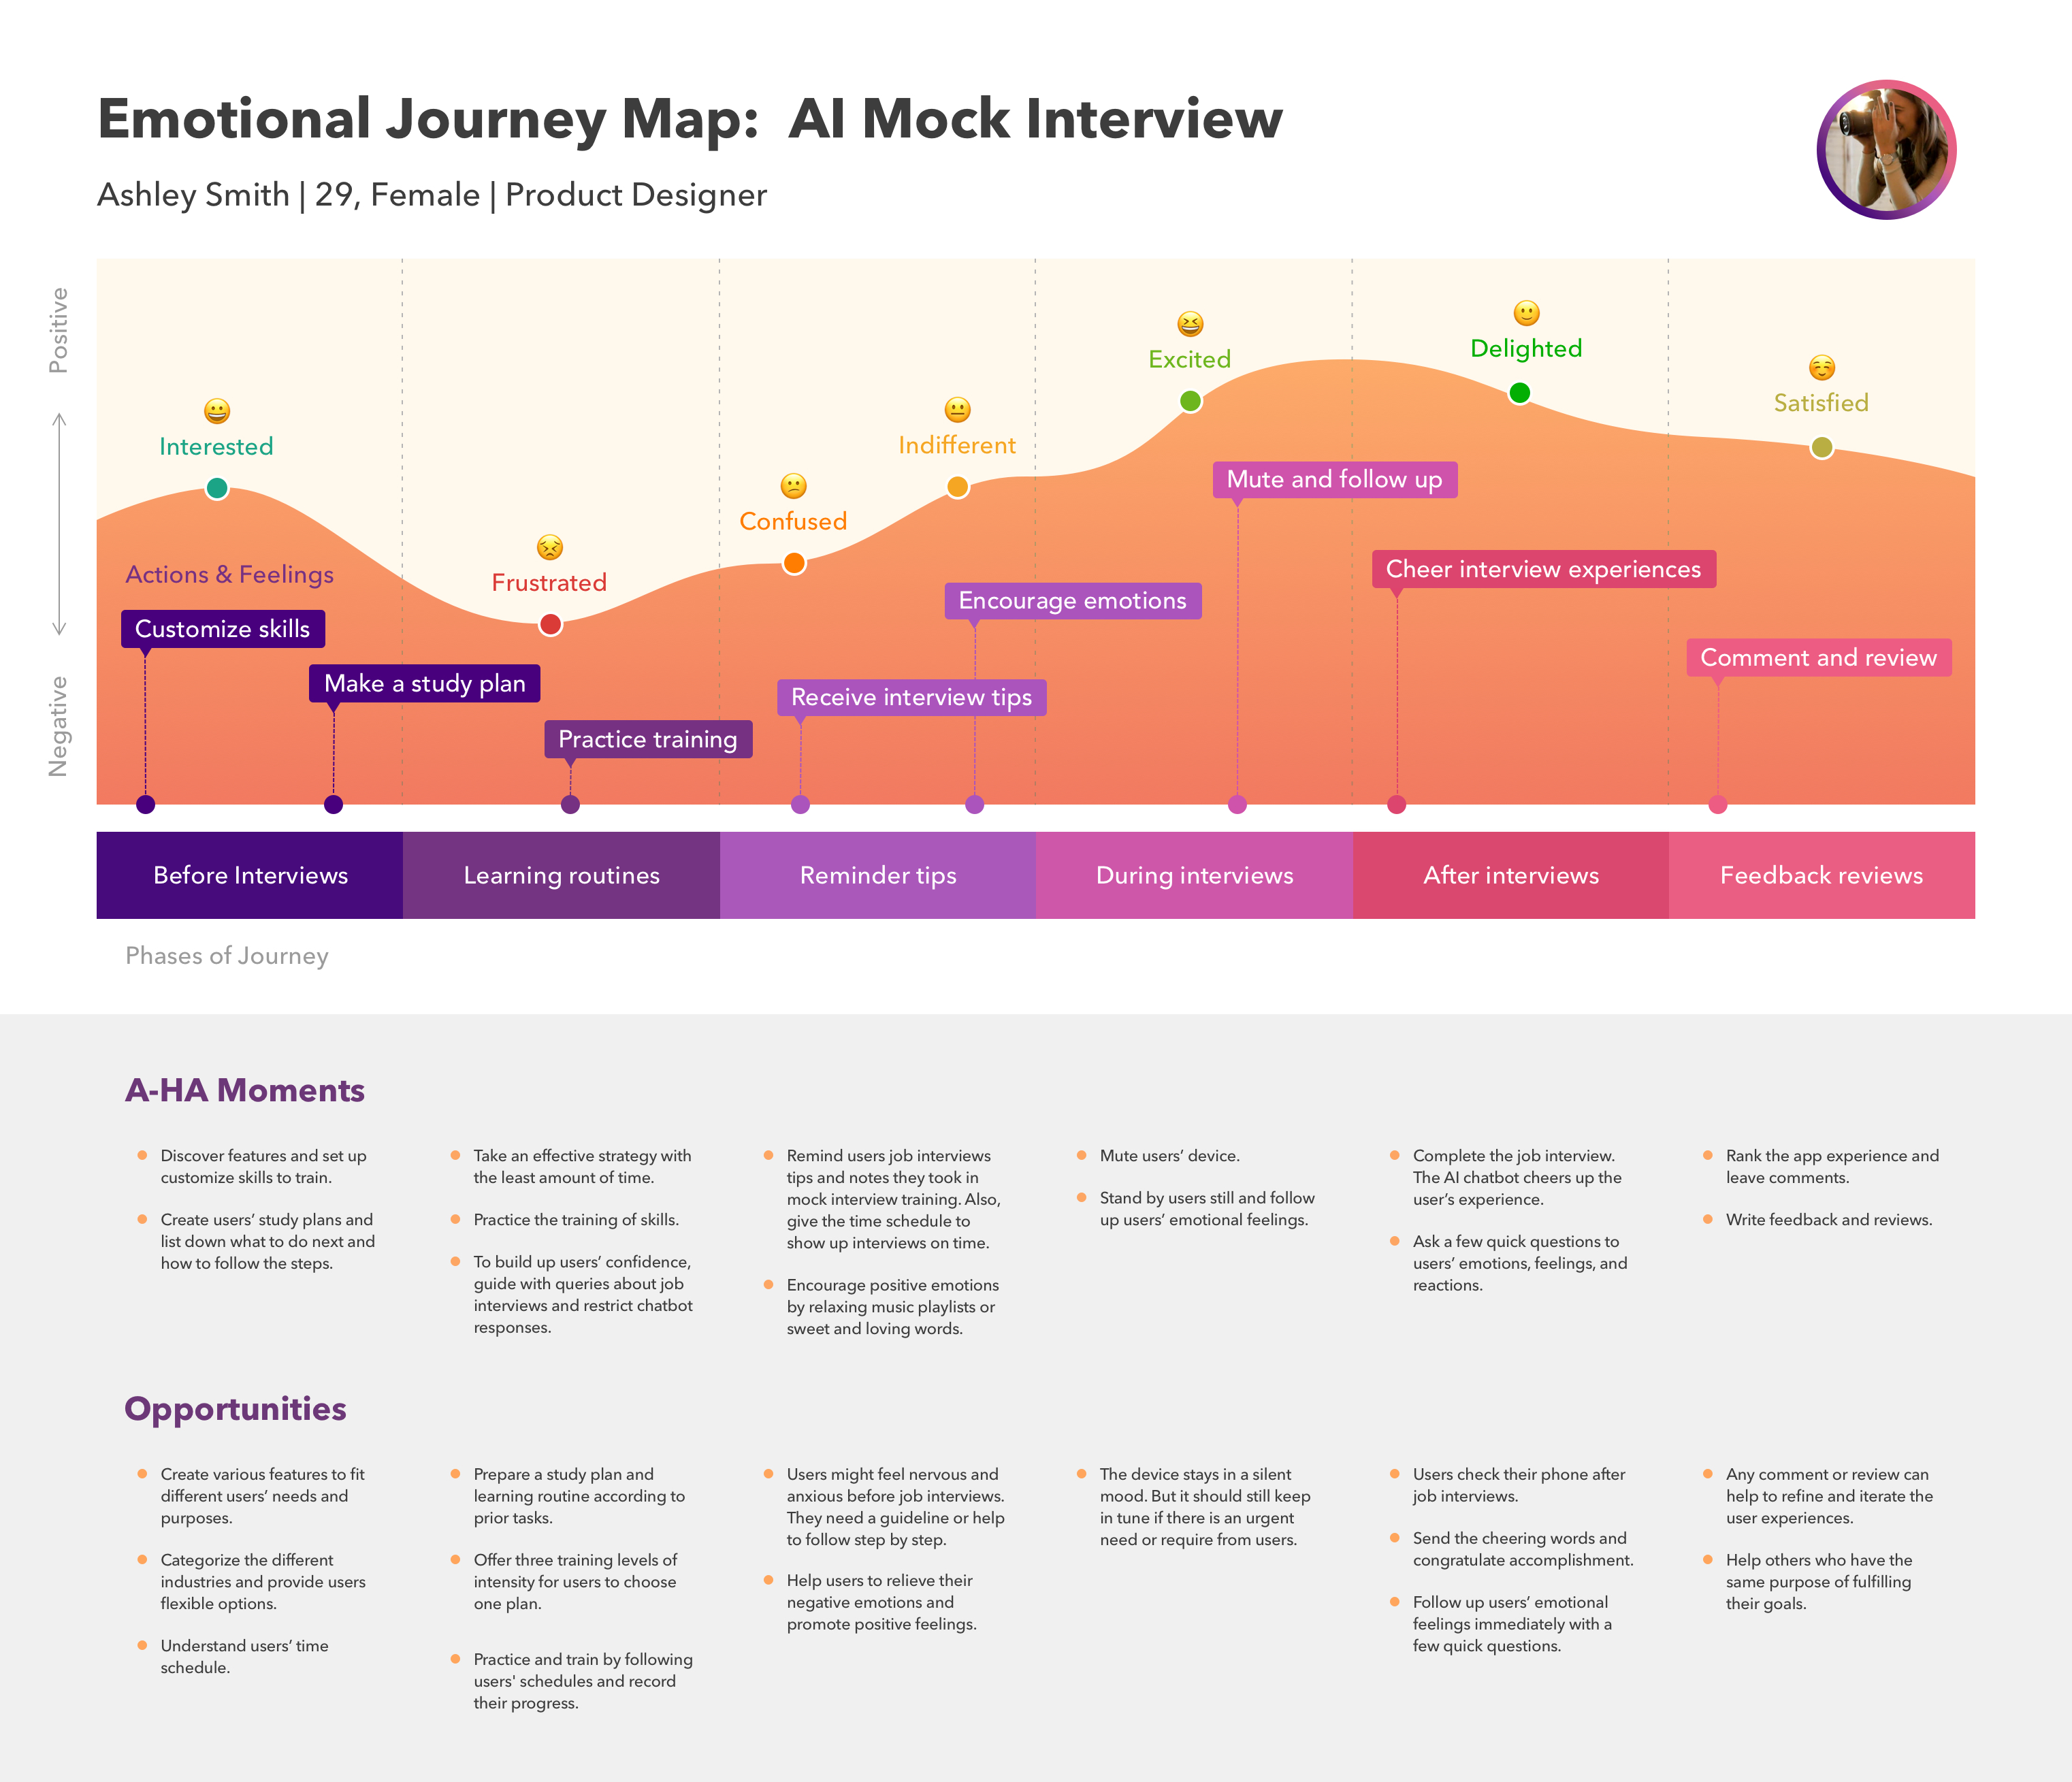 Emotional Journey Map:  AI Mock Interview
Ashley Smith | 29, Female | Product Designer
Positive
Negative
Interested
Frustrated
Confused
Indifferent
Excited
Delighted
Satisfied
Actions & Feelings
Customize skills
Make a study plan
Practice training
Receive interview tips
Encourage emotions
Mute and follow up
Cheer interview experiences
Comment and review
Before Interviews
Learning routines
Reminder tips
During interviews
After interviews
Feedback reviews
Phases of Journey
A-HA Moments
Discover features and set up
customize skills to train.
Create users’ study plans and
list down what to do next and
how to follow the steps.
Take an effective strategy with
the least amount of time.
Practice the training of skills.
To build up users’ confidence,
guide with queries about job
interviews and restrict chatbot
responses.
Remind users job interviews
tips and notes they took in
mock interview training. Also,
give the time schedule to
show up interviews on time.
Encourage positive emotions
by relaxing music playlists or
sweet and loving words.
Mute users’ device.
Stand by users still and follow
up users’ emotional feelings.
Complete the job interview.
The AI chatbot cheers up the
user’s experience.
Ask a few quick questions to
users’ emotions, feelings, and
reactions.
Rank the app experience and
leave comments.
Write feedback and reviews.
Opportunities
Create various features to fit
different users’ needs and
purposes.
Categorize the different
industries and provide users
flexible options.
Understand users’ time
schedule.
Prepare a study plan and
learning routine according to
prior tasks.
Offer three training levels of
intensity for users to choose
one plan.
Practice and train by following
users' schedules and record
their progress.
Users might feel nervous and
anxious before job interviews.
They need a guideline or help
to follow step by step.
Help users to relieve their
negative emotions and
promote positive feelings.
The device stays in a silent
mood. But it should still keep
in tune if there is an urgent
need or require from users.
Users check their phone after
job interviews.
Send the cheering words and
congratulate accomplishment.
Follow up users’ emotional
feelings immediately with a
few quick questions.
Any comment or review can
help to refine and iterate the
user experiences.
Help others who have the
same purpose of fulfilling
their goals.